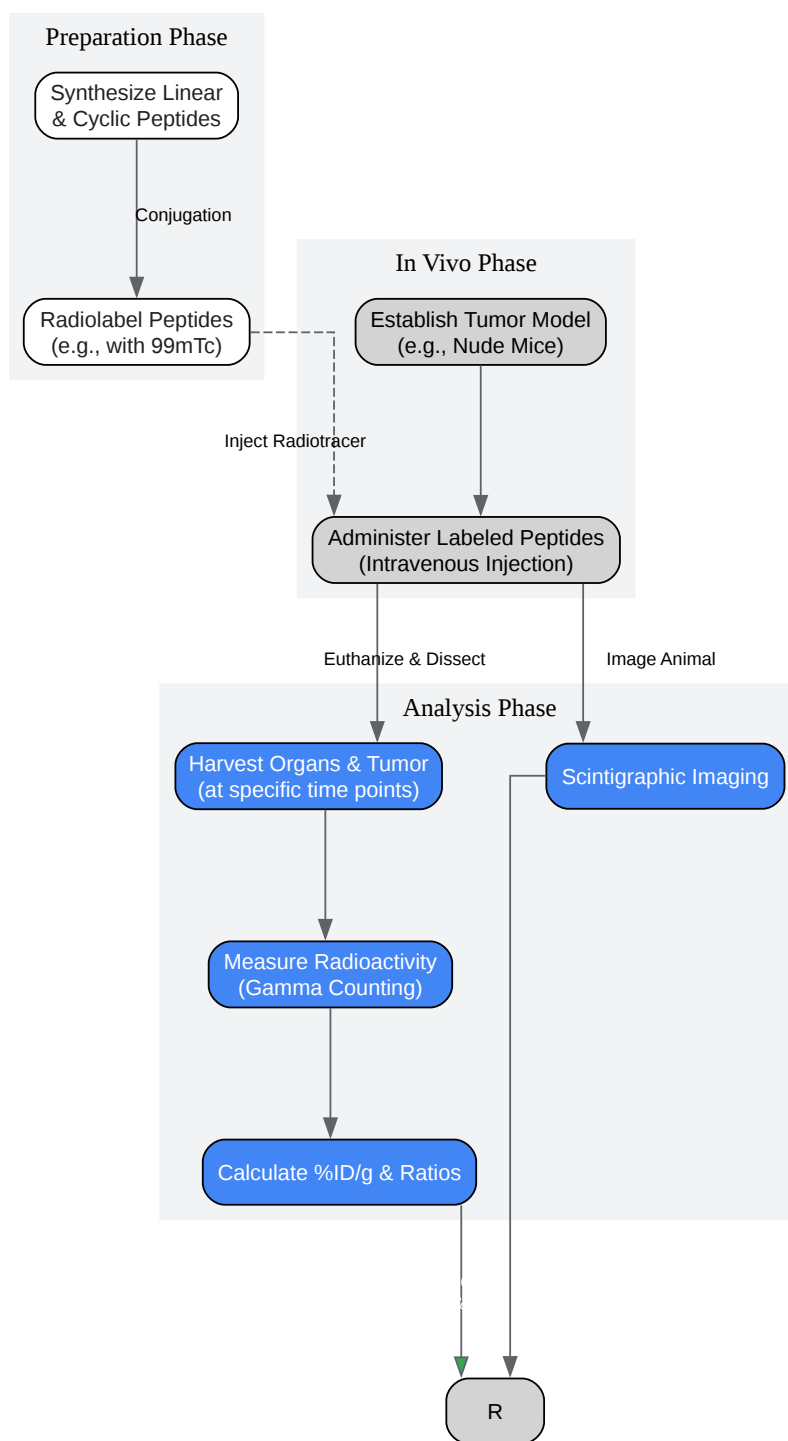 Preparation Phase
Synthesize Linear
& Cyclic Peptides
Conjugation
Radiolabel Peptides
(e.g., with 99mTc)
In Vivo Phase
Establish Tumor Model
(e.g., Nude Mice)
Inject Radiotracer
Administer Labeled Peptides
(Intravenous Injection)
Euthanize & Dissect
Image Animal
Analysis Phase
Harvest Organs & Tumor
(at specific time points)
Scintigraphic Imaging
Measure Radioactivity
(Gamma Counting)
Calculate %ID/g & Ratios
R